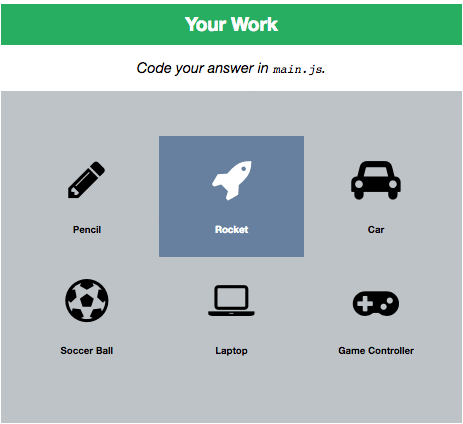 Your Work
Code your answer in main.js.
Pencil
Rocket
Car
Soccer Ball
Laptop
Game Controller